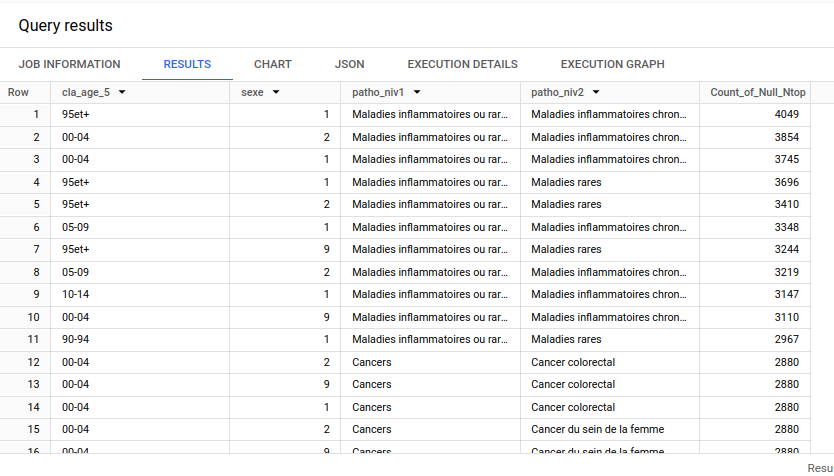 Query results
JOB INFORMATION RESULTS CHART JSON EXECUTION DETAILS EXECUTION GRAPH
Row cla_age_5 sexe patho_niv1 patho_niv2 Count_of_Null_Ntop
1 95et+ 1 Maladies inflammatoires ou rar... Maladies inflammatoires chron... 4049
2 00-04 2 Maladies inflammatoires ou rar... Maladies inflammatoires chron... 3854
3 00-04 1 Maladies inflammatoires ou rar... Maladies inflammatoires chron... 3745
4 95et+ 1 Maladies inflammatoires ou rar... Maladies rares 3696
5 95et+ 2 Maladies inflammatoires ou rar... Maladies rares 3410
6 05-09 1 Maladies inflammatoires ou rar... Maladies inflammatoires chron... 3348
7 95et+ 9 Maladies inflammatoires ou rar... Maladies rares 3244
8 05-09 2 Maladies inflammatoires ou rar... Maladies inflammatoires chron... 3219
9 10-14 1 Maladies inflammatoires ou rar... Maladies inflammatoires chron... 3147
10 00-04 9 Maladies inflammatoires ou rar... Maladies inflammatoires chron... 3110
11 90-94 1 Maladies inflammatoires ou rar... Maladies rares 2967
12 00-04 2 Cancers Cancer colorectal 2880
13 00-04 9 Cancers Cancer colorectal 2880
14 00-04 1 Cancers Cancer colorectal 2880
15 00-04 2 Cancers Cancer du sein de la femme 2880
16 00-04 9 Cancers Cancer du sein de la femme 2880
Resu